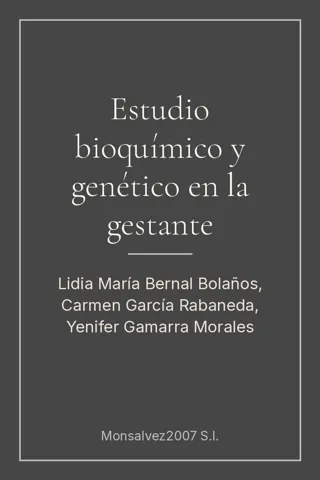 Estudio
bioquímico y
genético en la
gestante
Lidia María Bernal Bolaños,
Carmen García Rabaneda,
Yenifer Gamarra Morales
Monsalvez2007 S.l.